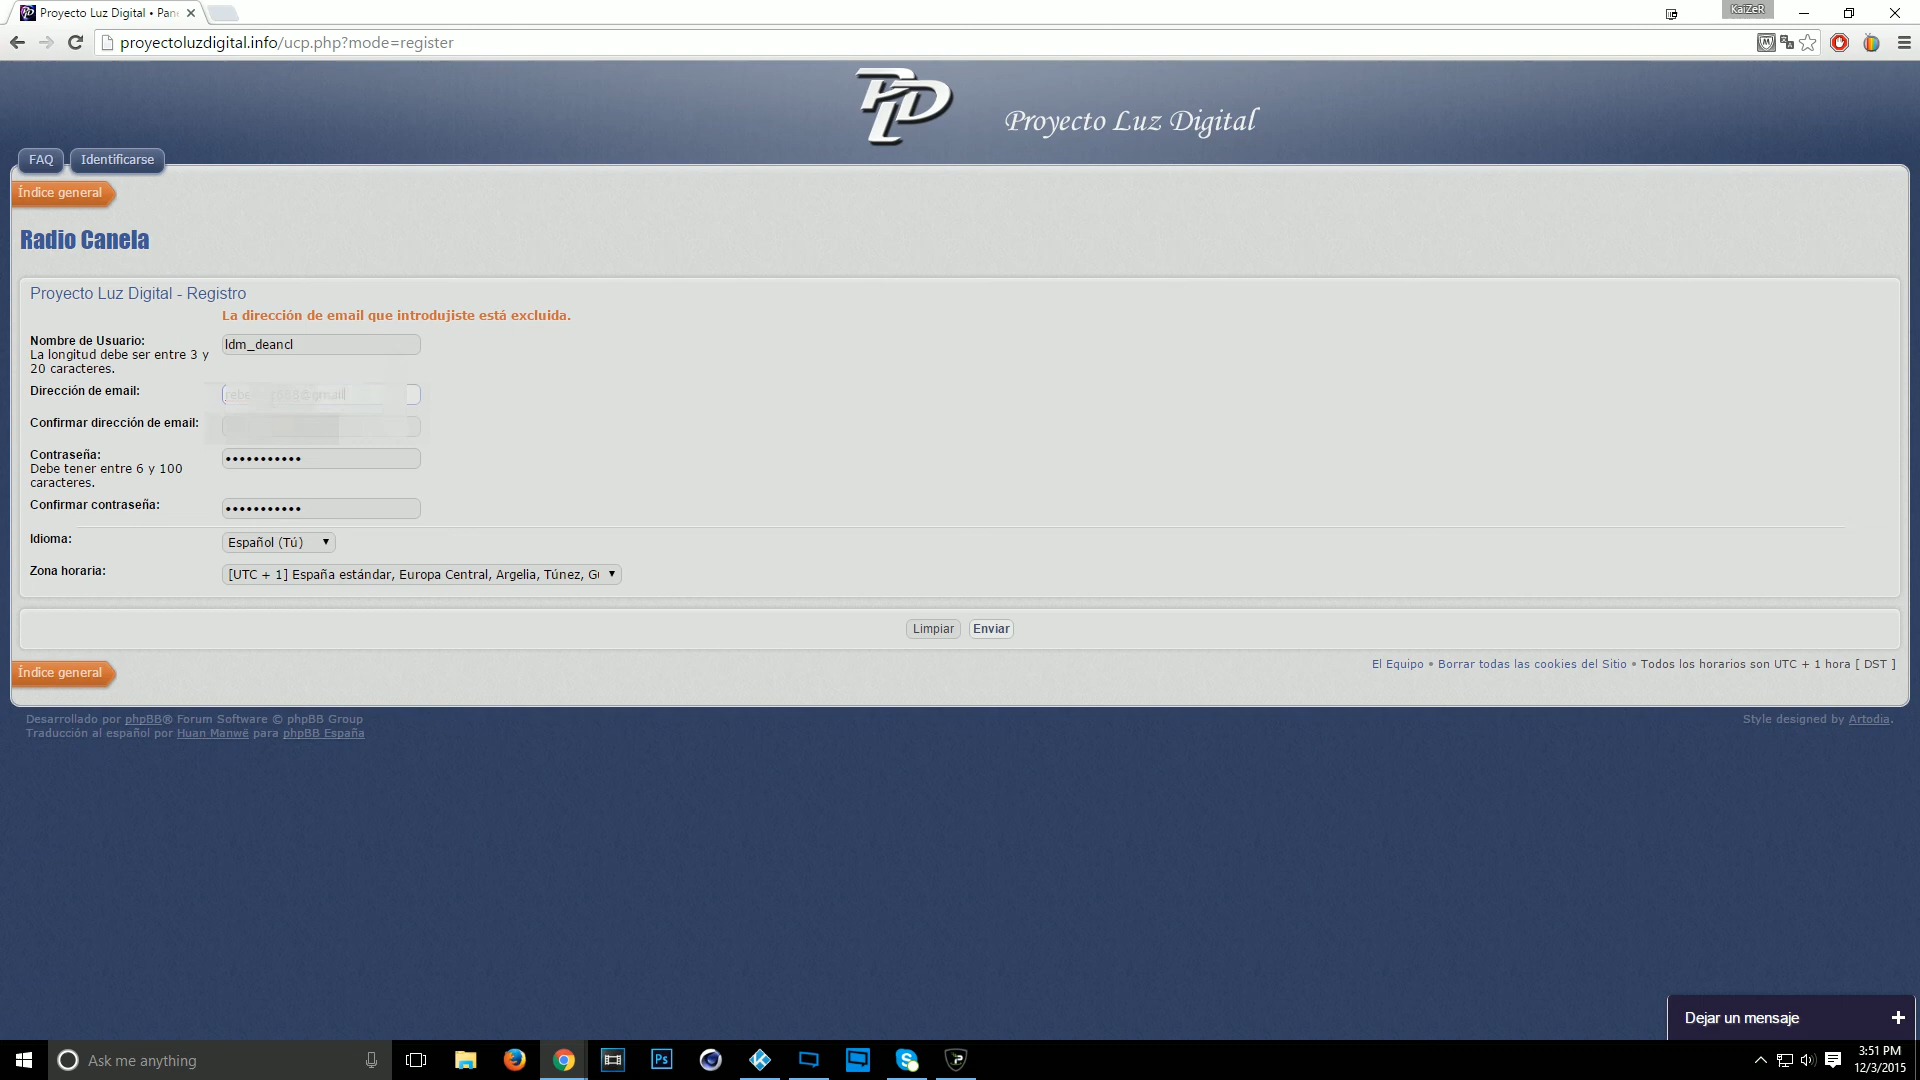 Proyecto Luz Digital • Pan
KaiZeR
proyectoluzdigital.info/ucp.php?mode=register
PLD
Proyecto Luz Digital
FAQ
Identificarse
Índice general
Radio Canela
Proyecto Luz Digital - Registro
La dirección de email que introdujiste está excluida.
Nombre de Usuario:
ldm_deancl
La longitud debe ser entre 3 y
20 caracteres.
Dirección de email:
Confirmar dirección de email:
Contraseña:
•••••••••••
Debe tener entre 6 y 100
caracteres.
Confirmar contraseña:
•••••••••••
Idioma:
Español (Tú)
Zona horaria:
[UTC + 1] España estándar, Europa Central, Argelia, Túnez, G
Limpiar
Enviar
Índice general
El Equipo • Borrar todas las cookies del Sitio • Todos los horarios son UTC + 1 hora [ DST ]
Desarrollado por phpBB® Forum Software © phpBB Group
Style designed by Artodia.
Traducción al español por Huan Manwë para phpBB España
Dejar un mensaje
Ask me anything
Ps
3:51 PM
12/3/2015